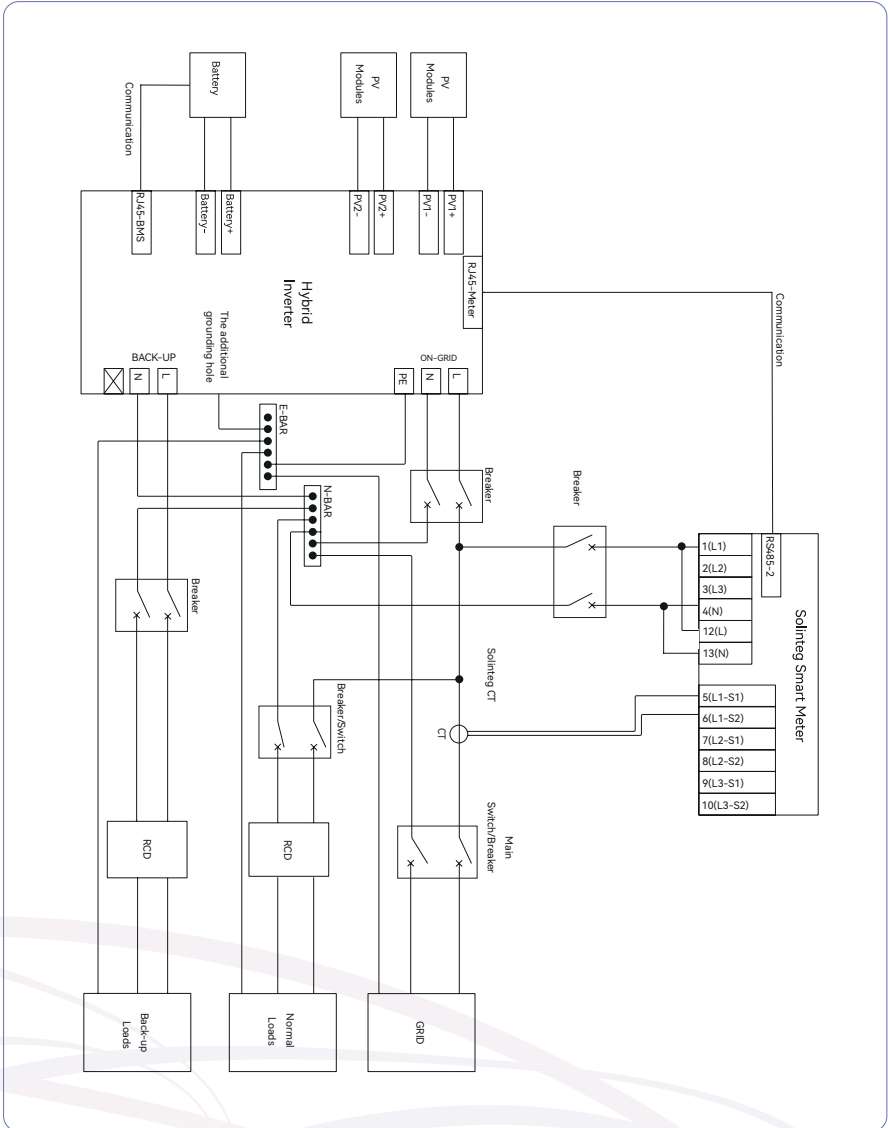 Battery
PV
Modules
PV
Modules
Communication
RJ45-BMS
Battery-
Battery+
PV2-
PV2+
PV1-
PV1+
RJ45-Meter
Hybrid
Inverter
The additional
grounding hole
Communication
BACK-UP
N
L
ON-GRID
PE
N
L
E-BAR
N-BAR
Breaker
Breaker
RS485-2
1(L1)
2(L2)
3(L3)
4(N)
12(L)
13(N)
Solinteg Smart Meter
5(L1-S1)
6(L1-S2)
7(L2-S1)
8(L2-S2)
9(L3-S1)
10(L3-S2)
Breaker
Solinteg CT
Breaker/Switch
CT
Main
Switch/Breaker
RCD
RCD
Back-up
Loads
Normal
Loads
GRID